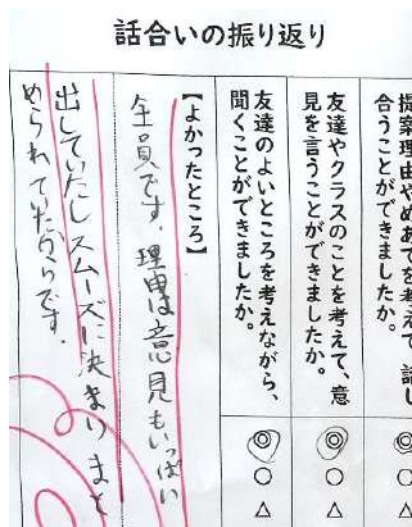 話合いの振り返り
提案理由やめあてを考えて、話し
合うことができましたか。
◎
○
△
友達やクラスのことを考えて、意
見を言うことができましたか。
◎
○
△
友達のよいところを考えながら、
聞くことができましたか。
◎
○
△
【よかったところ】
全員です。理由は意見もいっぱい
出していたしスムーズに決まりまと
められていたからです。